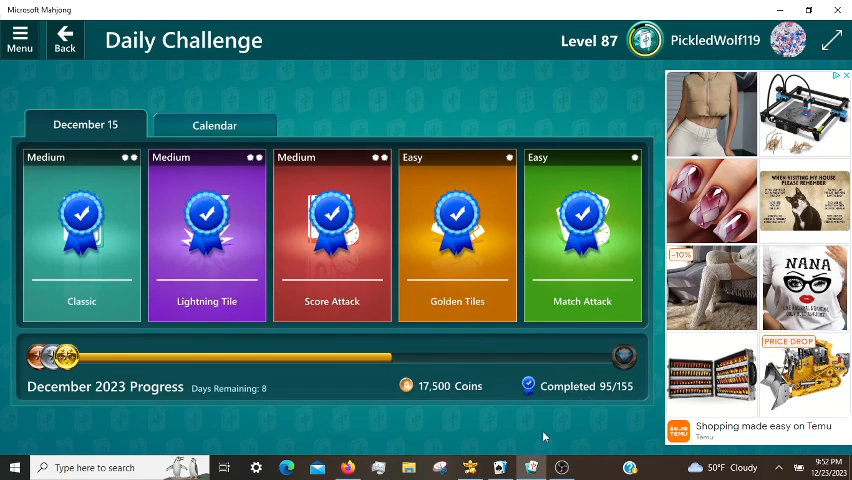 Microsoft Mahjong
Menu
Back
Daily Challenge
Level 87
PickledWolf119
December 15
Calendar
Medium
Medium
Medium
Easy
Easy
Classic
Lightning Tile
Score Attack
Golden Tiles
Match Attack
December 2023 Progress
Days Remaining: 8
17,500 Coins
Completed 95/155
WHEN VISITING MY HOUSE
PLEASE REMEMBER
-10%
NANA
PRICE DROP
TEMU
Shopping made easy on Temu
Temu
Type here to search
50°F Cloudy
9:52 PM
12/23/2023